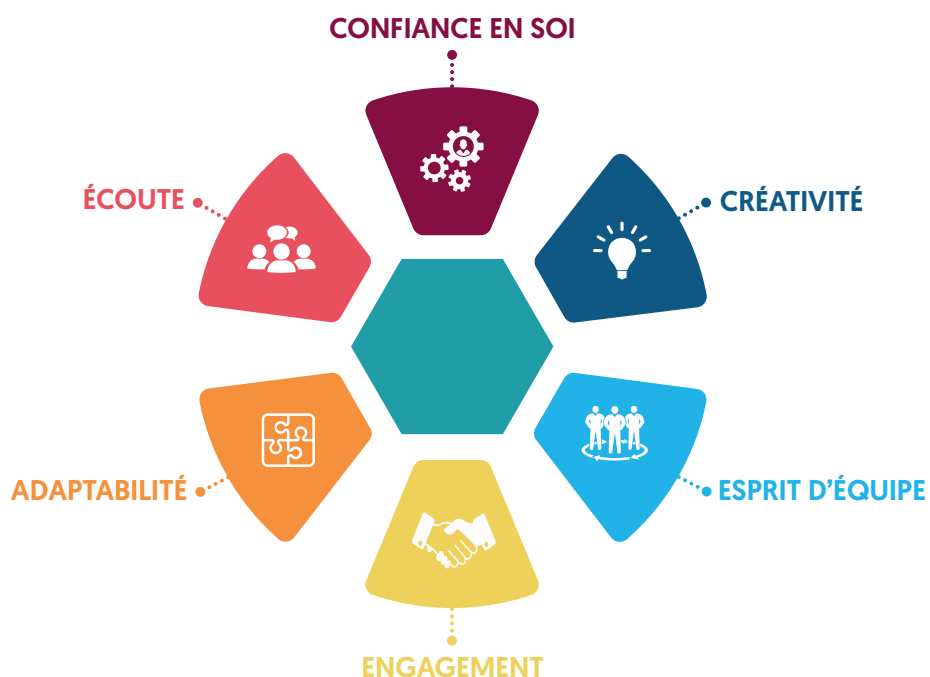 CONFIANCE EN SOI
ÉCOUTE
CRÉATIVITÉ
ADAPTABILITÉ
ESPRIT D’ÉQUIPE
ENGAGEMENT